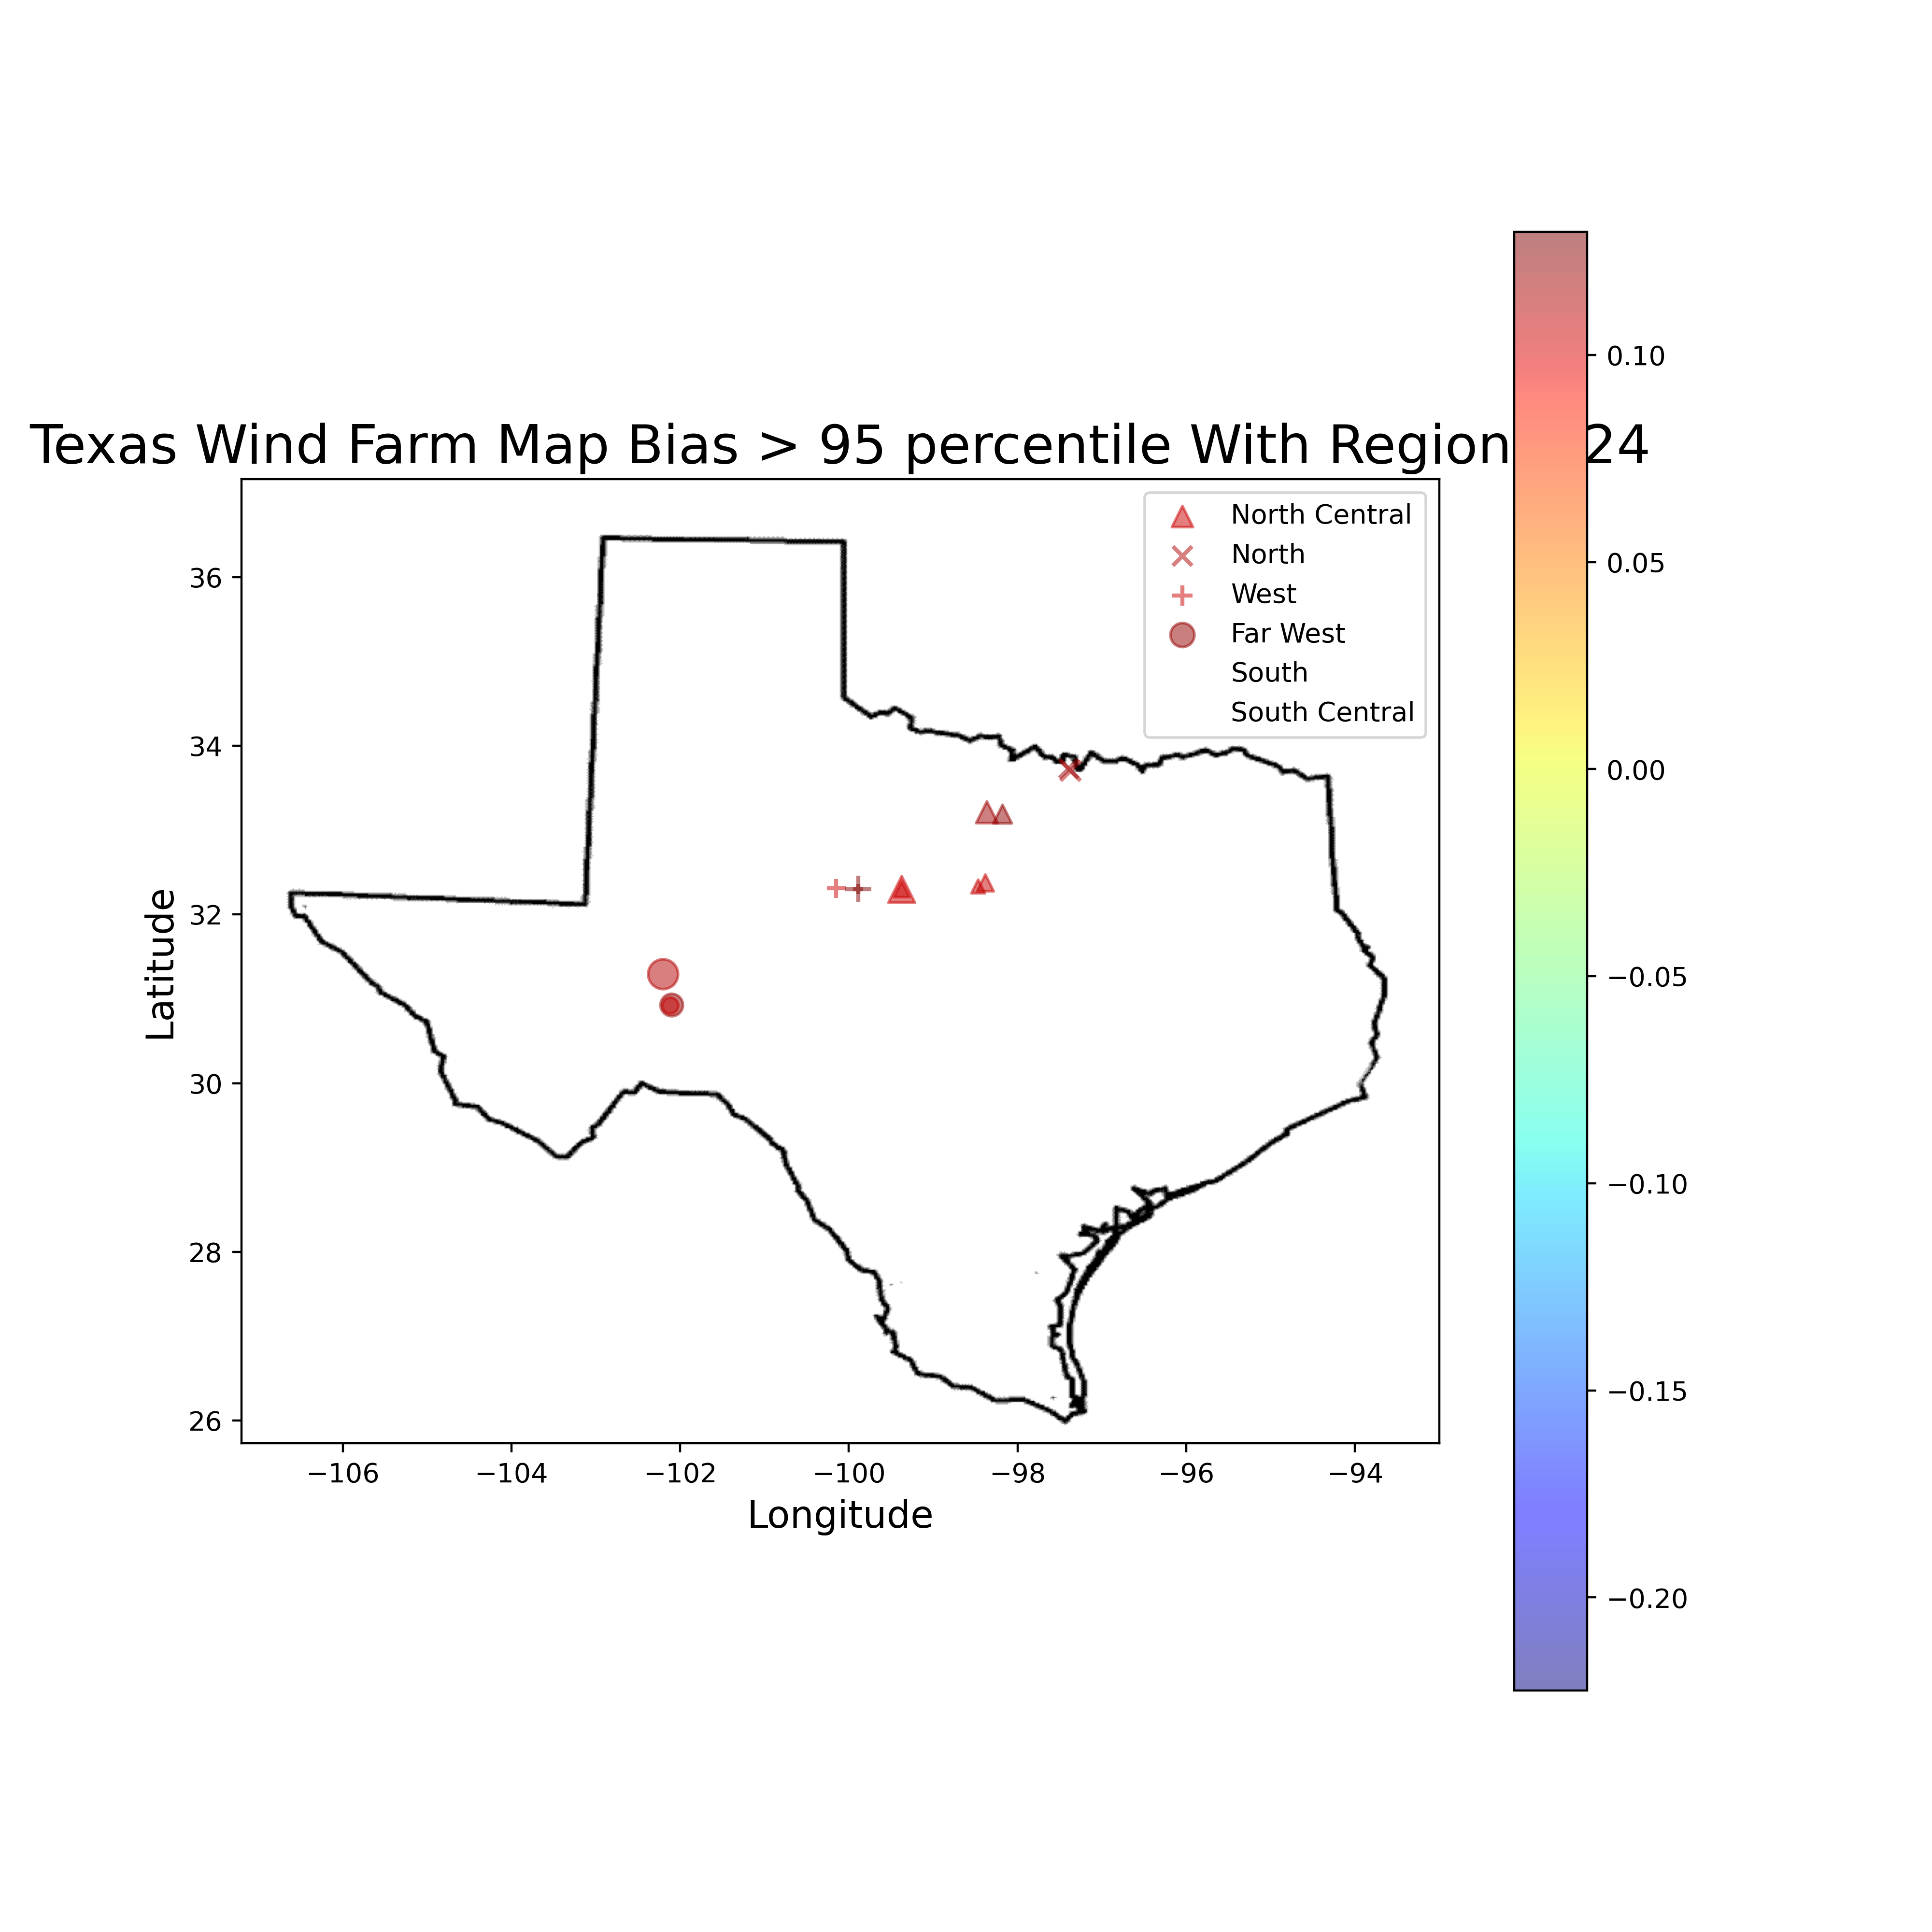 Texas Wind Farm Map Bias > 95 percentile With Region 24
North Central
North
West
Far West
South
South Central
36
34
32
30
28
26
Latitude
−106
−104
−102
−100
−98
−96
−94
Longitude
0.10
0.05
0.00
−0.05
−0.10
−0.15
−0.20